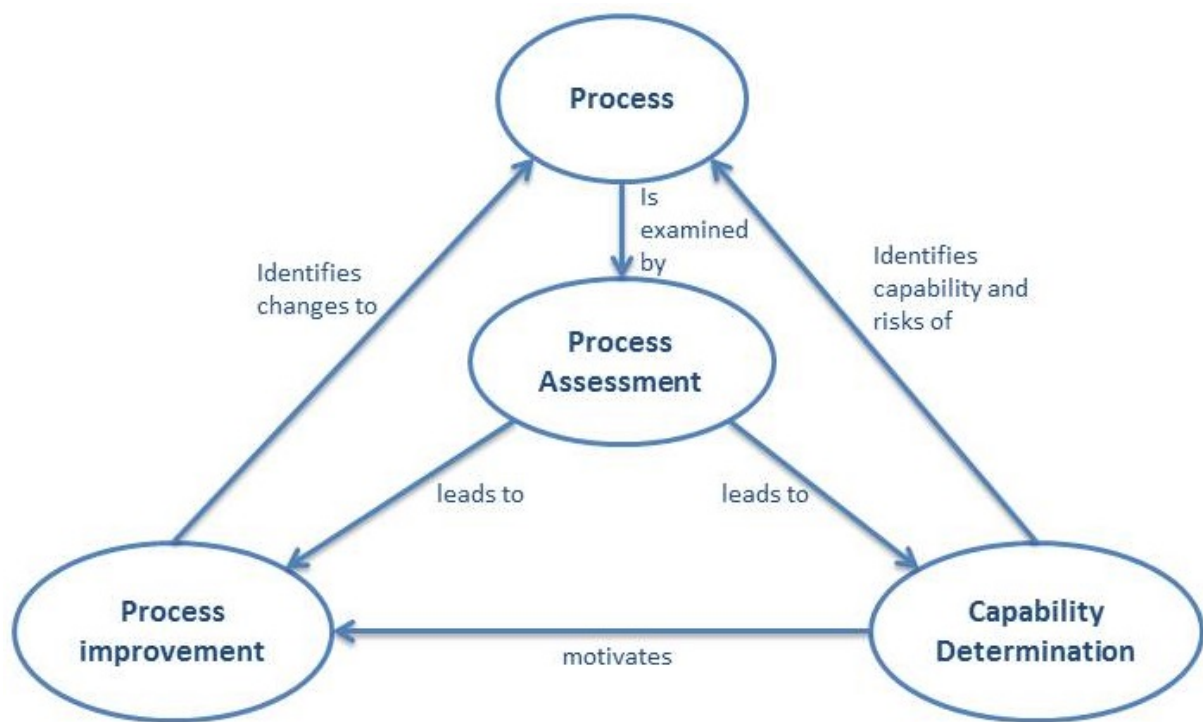 Process
Is
examined
by
Identifies
changes to
Identifies
capability and
risks of
Process
Assessment
leads to
leads to
Process
improvement
motivates
Capability
Determination